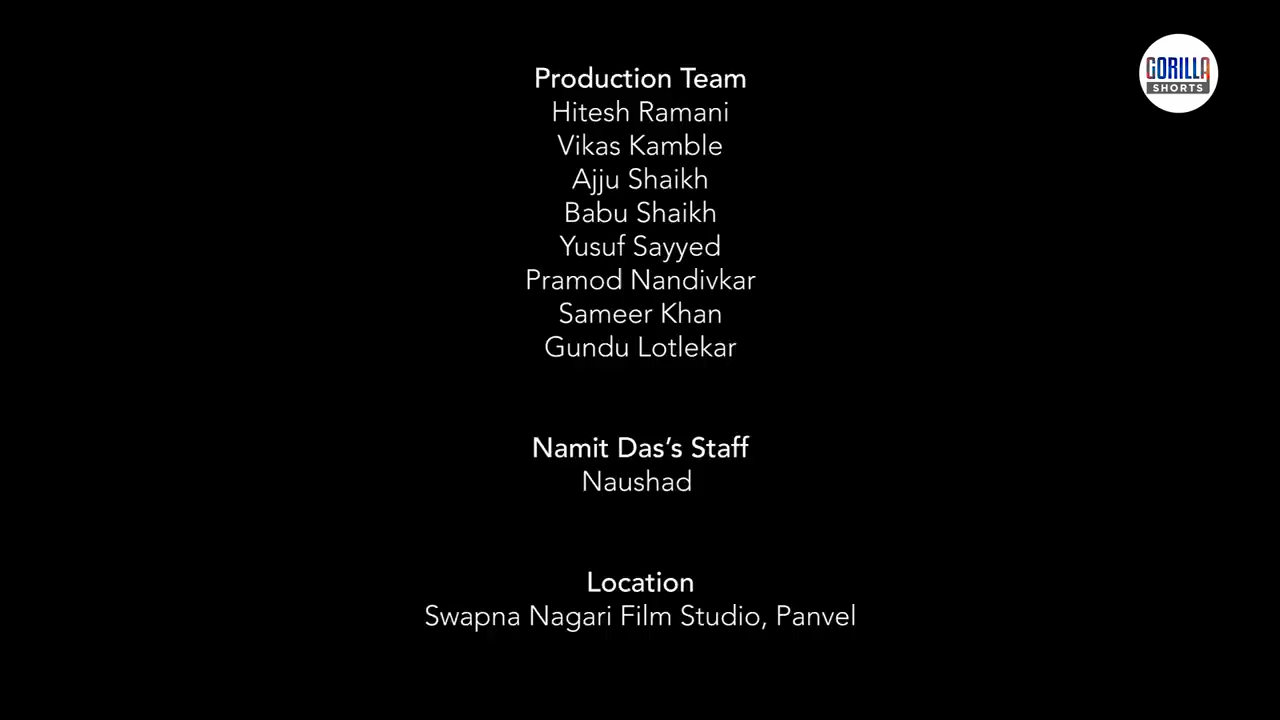 GORILLA
SHORTS
Production Team
Hitesh Ramani
Vikas Kamble
Ajju Shaikh
Babu Shaikh
Yusuf Sayyed
Pramod Nandivkar
Sameer Khan
Gundu Lotlekar
Namit Das’s Staff
Naushad
Location
Swapna Nagari Film Studio, Panvel